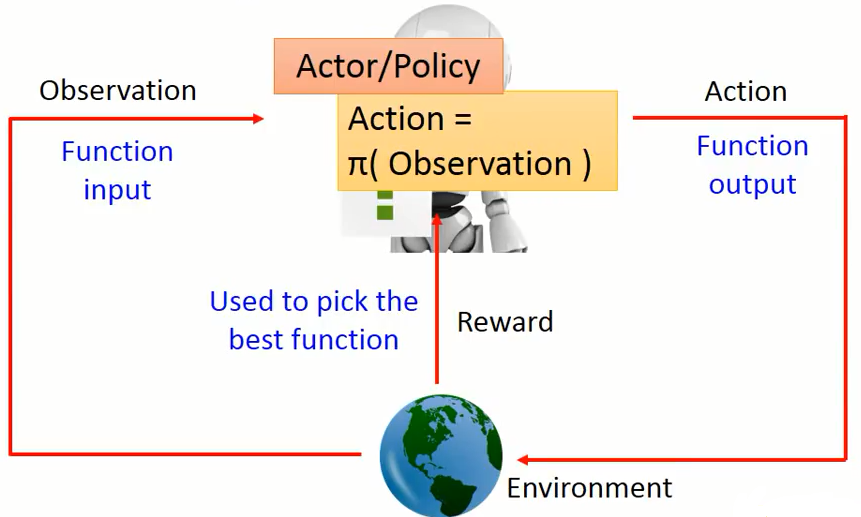 Actor/Policy
Observation
Action
Action =
π( Observation )
Function
input
Function
output
Used to pick the
best function
Reward
Environment